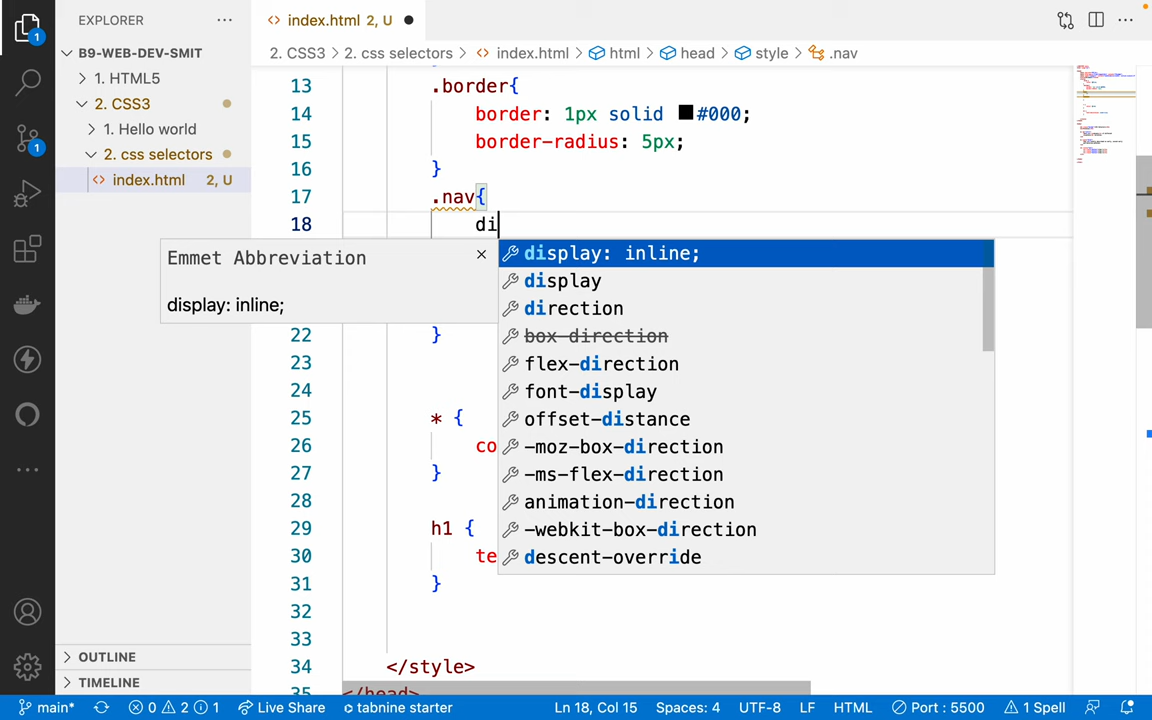 EXPLORER
index.html 2, U
B9-WEB-DEV-SMIT
2. CSS3 > 2. css selectors > index.html > html > head > style > .nav
1. HTML5
2. CSS3
1. Hello world
2. css selectors
index.html 2, U
13 .border{
14 border: 1px solid #000;
15 border-radius: 5px;
16 }
17 .nav{
18 di
Emmet Abbreviation
display: inline;
display: inline;
display
direction
box-direction
flex-direction
font-display
offset-distance
-moz-box-direction
-ms-flex-direction
animation-direction
-webkit-box-direction
descent-override
22 }
23
24
25 * {
26 co
27 }
28
29 h1 {
30 te
31 }
32
33
34 </style>
35 </head>
OUTLINE
TIMELINE
main* 0 2 1 Live Share tabnine starter Ln 18, Col 15 Spaces: 4 UTF-8 LF HTML Port : 5500 1 Spell
1
1